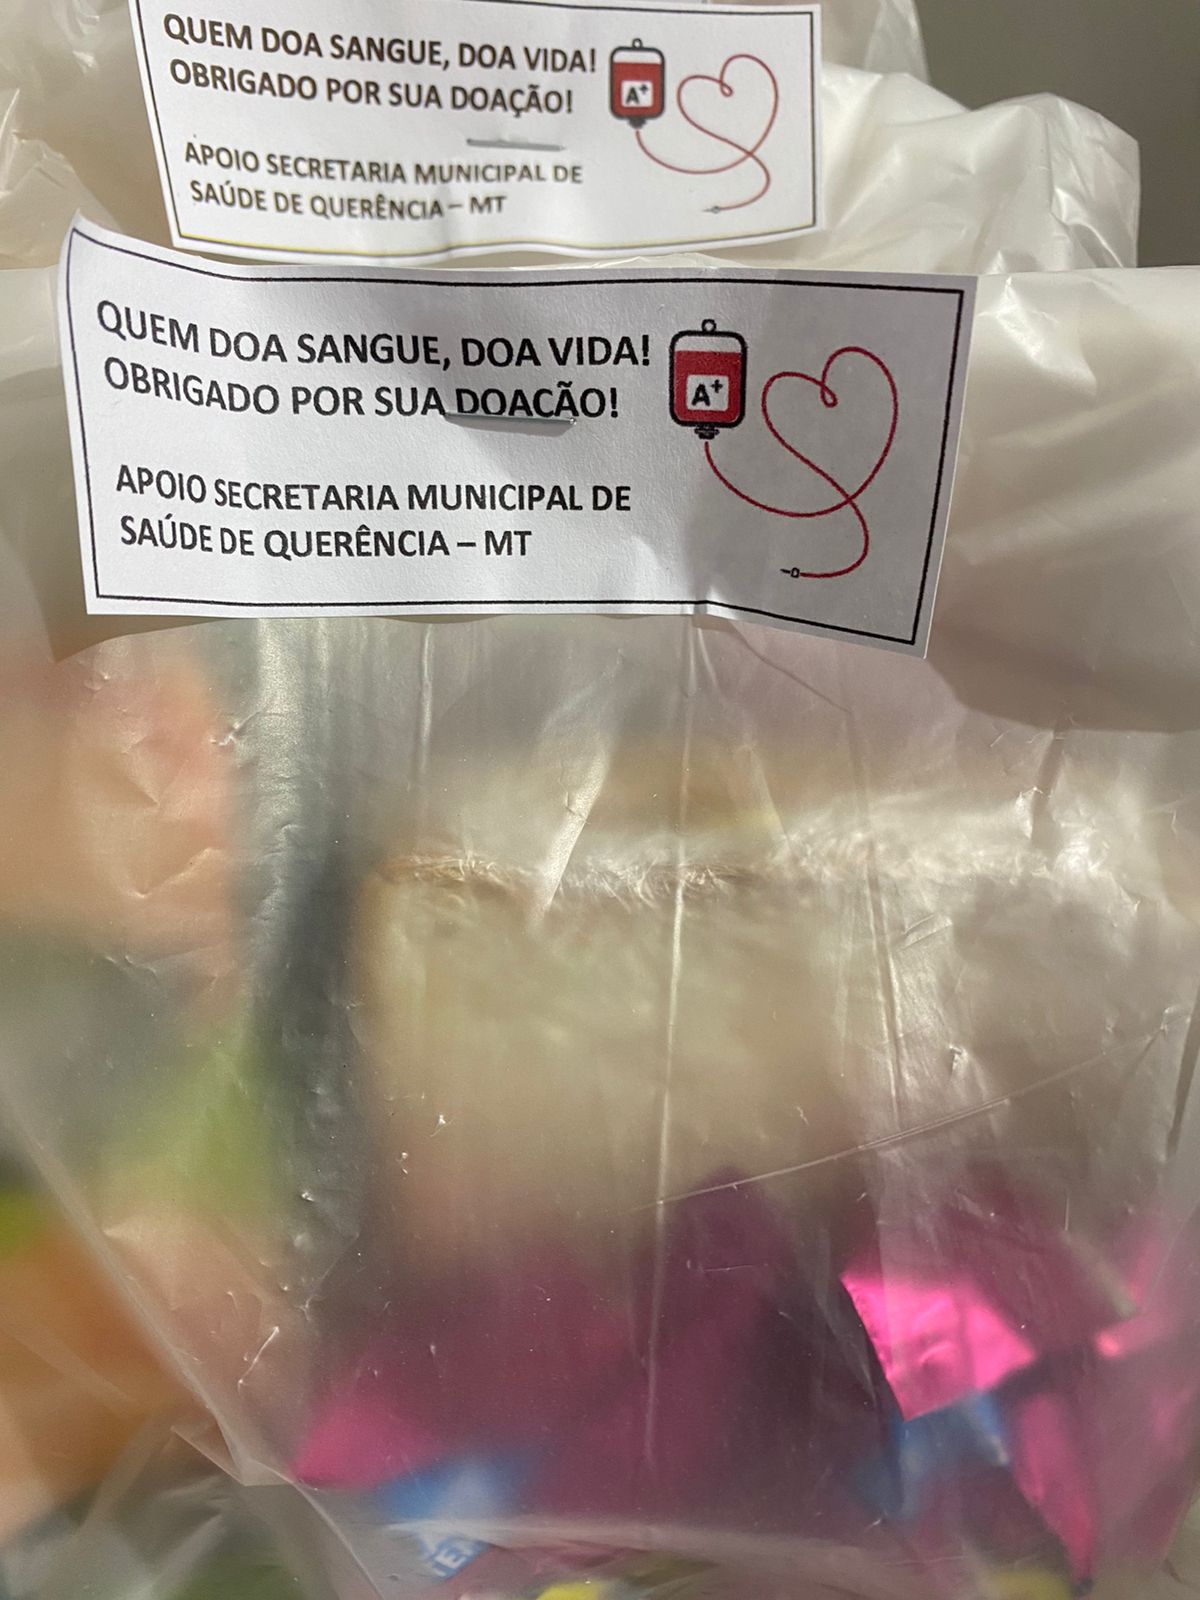 QUEM DOA SANGUE, DOA VIDA!
OBRIGADO POR SUA DOAÇÃO!
A+
APOIO SECRETARIA MUNICIPAL DE
SAÚDE DE QUERÊNCIA – MT
QUEM DOA SANGUE, DOA VIDA!
OBRIGADO POR SUA DOAÇÃO!
A+
APOIO SECRETARIA MUNICIPAL DE
SAÚDE DE QUERÊNCIA – MT